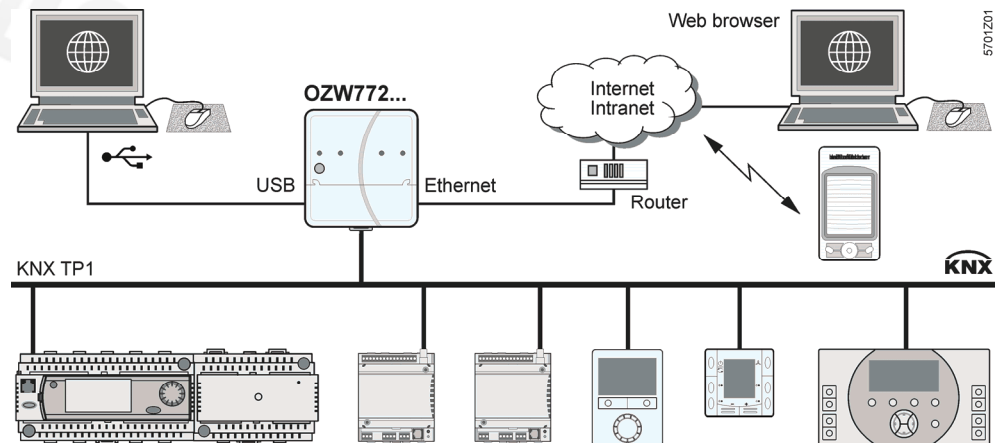 Web browser
5701Z01
OZW772...
Internet
Intranet
USB
Ethernet
Router
KNX TP1
KNX